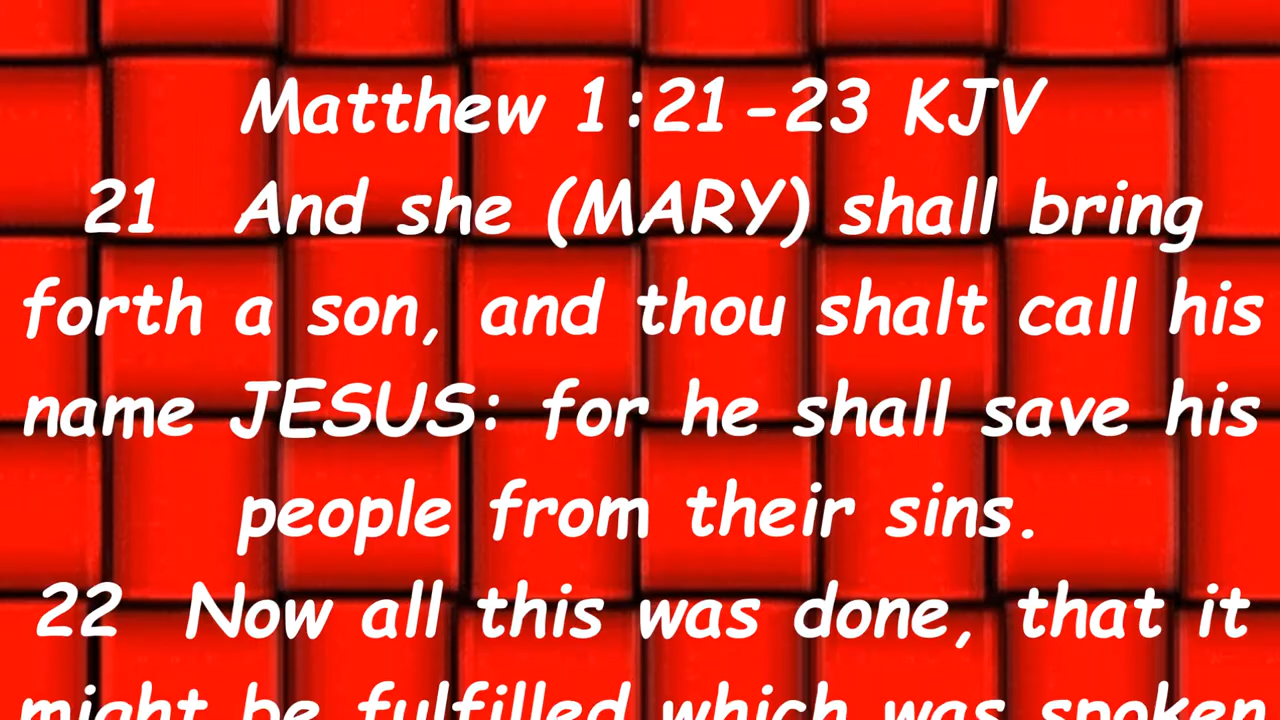 Matthew 1:21-23 KJV
21 And she (MARY) shall bring
forth a son, and thou shalt call his
name JESUS: for he shall save his
people from their sins.
22 Now all this was done, that it
might be fulfilled which was spoken